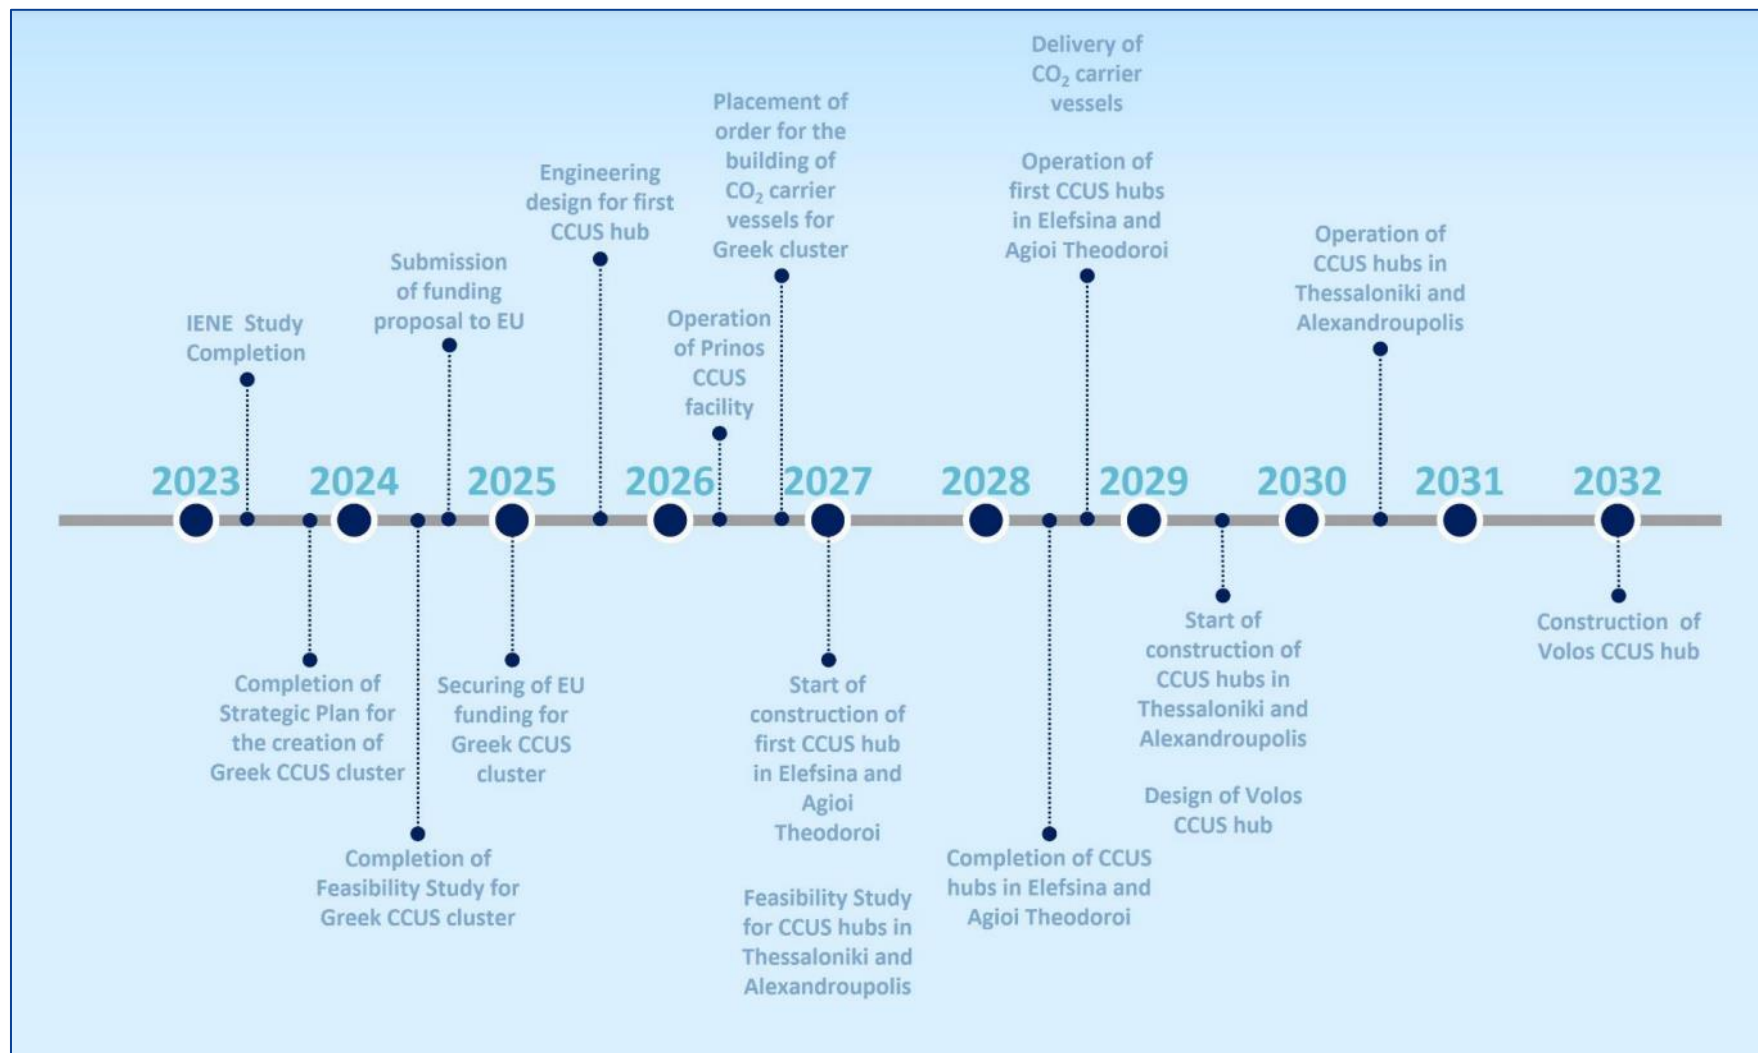 Delivery of
CO₂ carrier
vessels
Placement of
order for the
building of
CO₂ carrier
vessels for
Greek cluster
Operation of
first CCUS hubs
in Elefsina and
Agioi Theodoroi
Engineering
design for first
CCUS hub
Operation of
CCUS hubs in
Thessaloniki and
Alexandroupolis
Submission
of funding
proposal to EU
IENE Study
Completion
Operation
of Prinos
CCUS
facility
2023 2024 2025 2026 2027 2028 2029 2030 2031 2032
Completion of
Strategic Plan for
the creation of
Greek CCUS cluster
Securing of EU
funding for
Greek CCUS
cluster
Start of
construction of
first CCUS hub
in Elefsina and
Agioi
Theodoroi
Start of
construction of
CCUS hubs in
Thessaloniki and
Alexandroupolis
Construction of
Volos CCUS hub
Design of Volos
CCUS hub
Completion of
Feasibility Study for
Greek CCUS cluster
Feasibility Study
for CCUS hubs in
Thessaloniki and
Alexandroupolis
Completion of CCUS
hubs in Elefsina and
Agioi Theodoroi